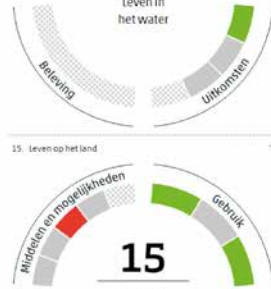 Leven in
het water
Beleving
Uitkomsten
15. Leven op het land
Middelen en mogelijkheden
Gebruik
15